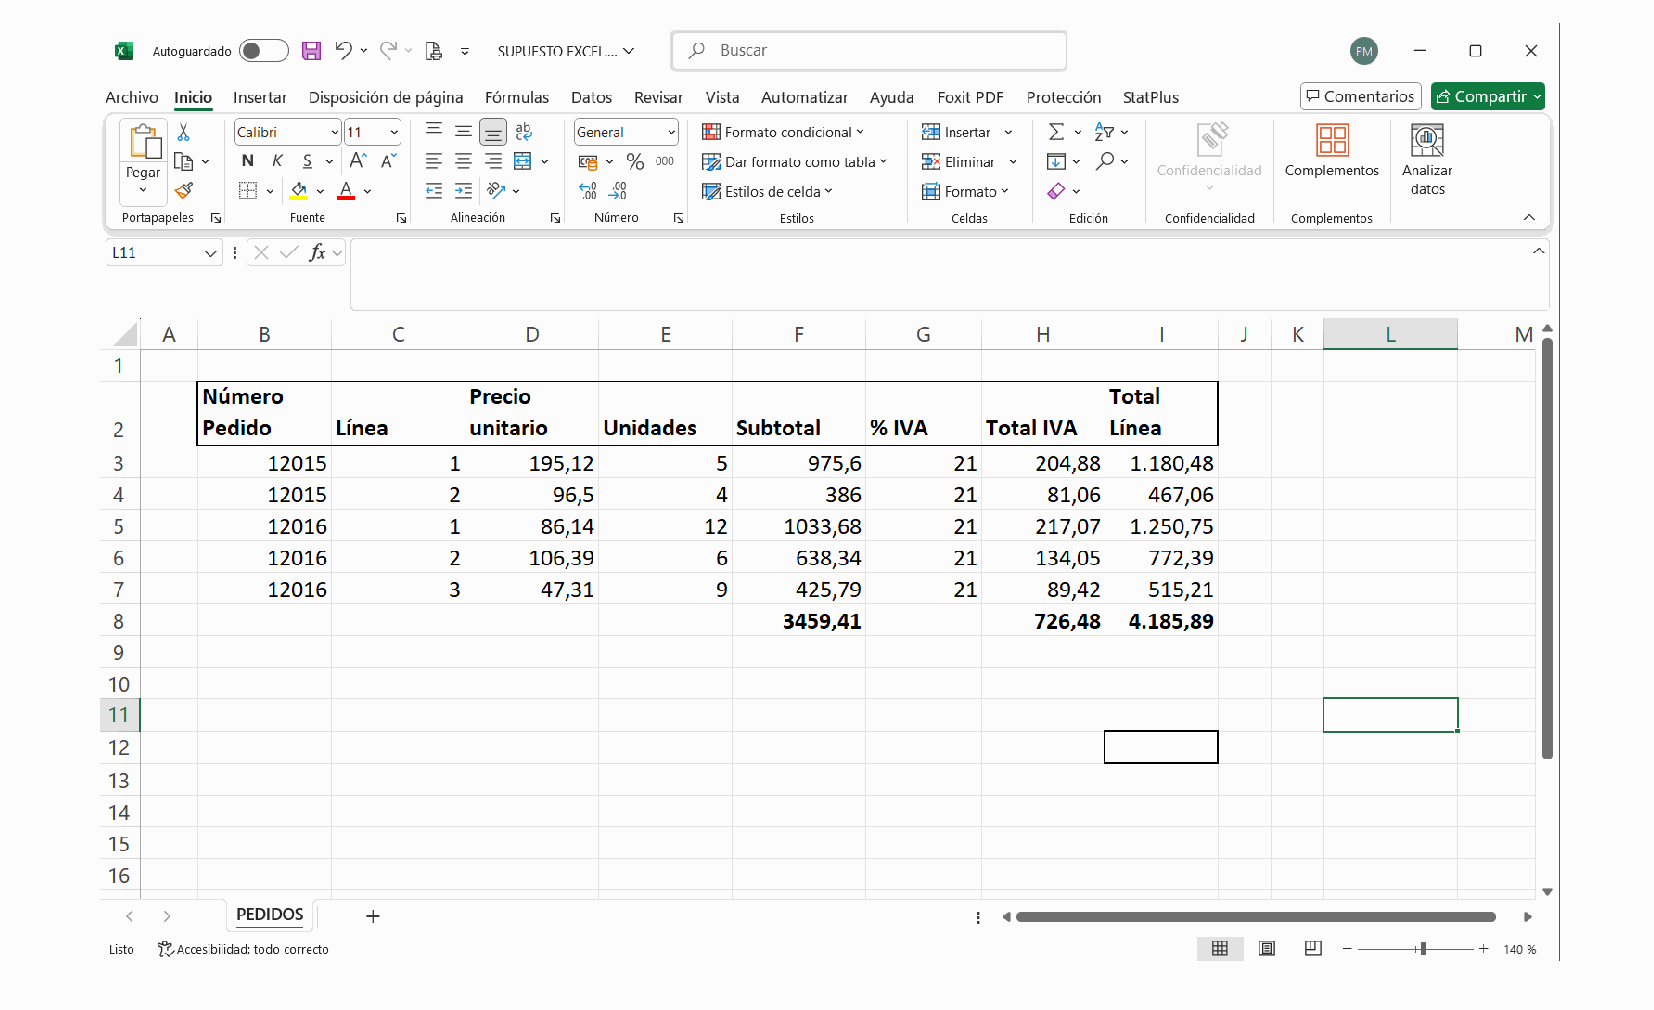 Autoguardado SUPUESTO EXCEL... Buscar PM
Archivo Inicio Insertar Disposición de página Fórmulas Datos Revisar Vista Automatizar Ayuda Foxit PDF Protección StatPlus Comentarios Compartir
Pegar
Portapapeles
Calibri 11
N K S A A
A
Fuente
ab
Alineación
General
% 000
Número
Formato condicional
Dar formato como tabla
Estilos de celda
Estilos
Insertar
Eliminar
Formato
Celdas
Edición
Confidencialidad
Confidencialidad
Complementos
Complementos
Analizar
datos
L11 fx
A B C D E F G H I J K L M
1
2 Número Pedido Línea Precio unitario Unidades Subtotal % IVA Total IVA Total Línea
3 12015 1 195,12 5 975,6 21 204,88 1.180,48
4 12015 2 96,5 4 386 21 81,06 467,06
5 12016 1 86,14 12 1033,68 21 217,07 1.250,75
6 12016 2 106,39 6 638,34 21 134,05 772,39
7 12016 3 47,31 9 425,79 21 89,42 515,21
8 3459,41 726,48 4.185,89
9
10
11
12
13
14
15
16
PEDIDOS
Listo Accesibilidad: todo correcto 140 %